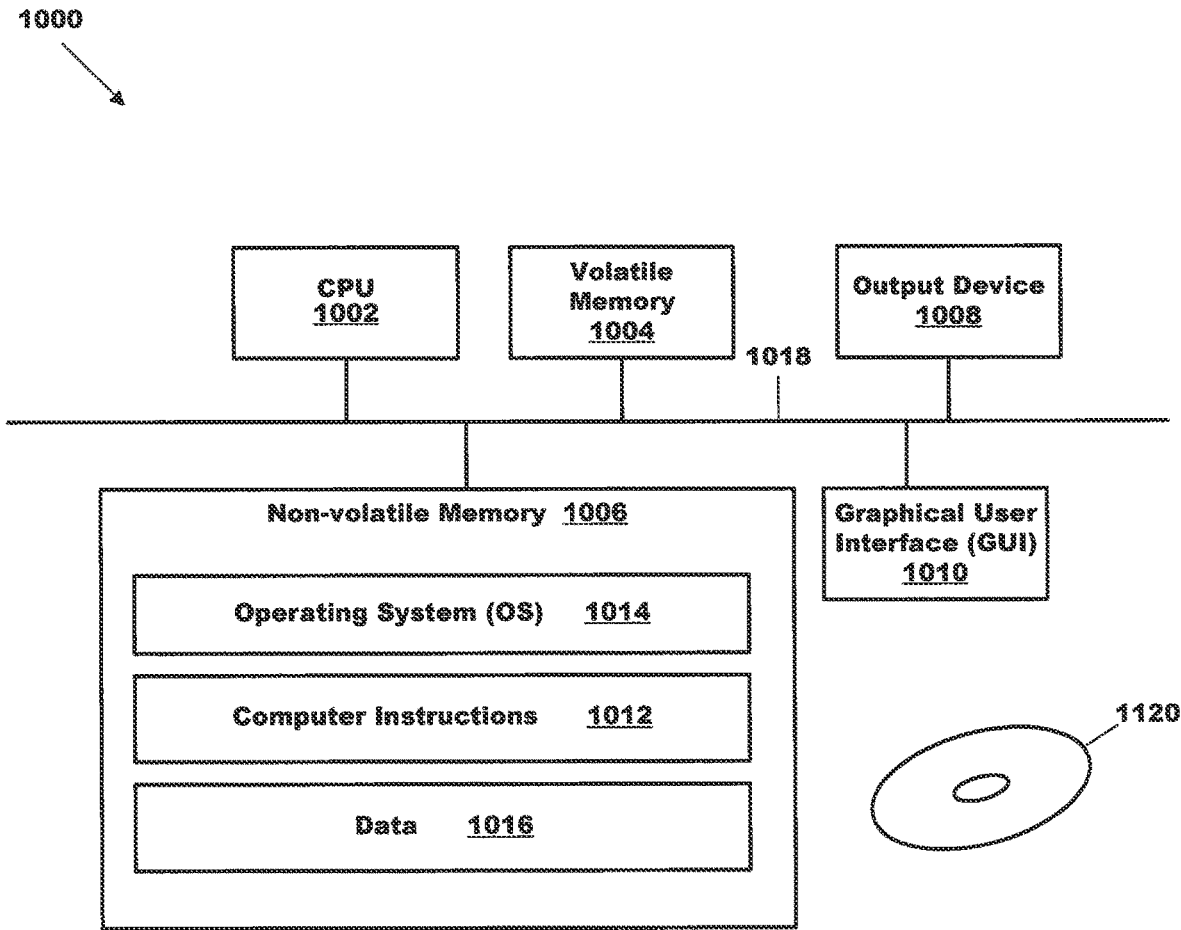 1000
CPU
1002
Volatile
Memory
1004
Output Device
1008
1018
Non-volatile Memory 1006
Graphical User
Interface (GUI)
1010
Operating System (OS) 1014
Computer Instructions 1012
Data 1016
1120